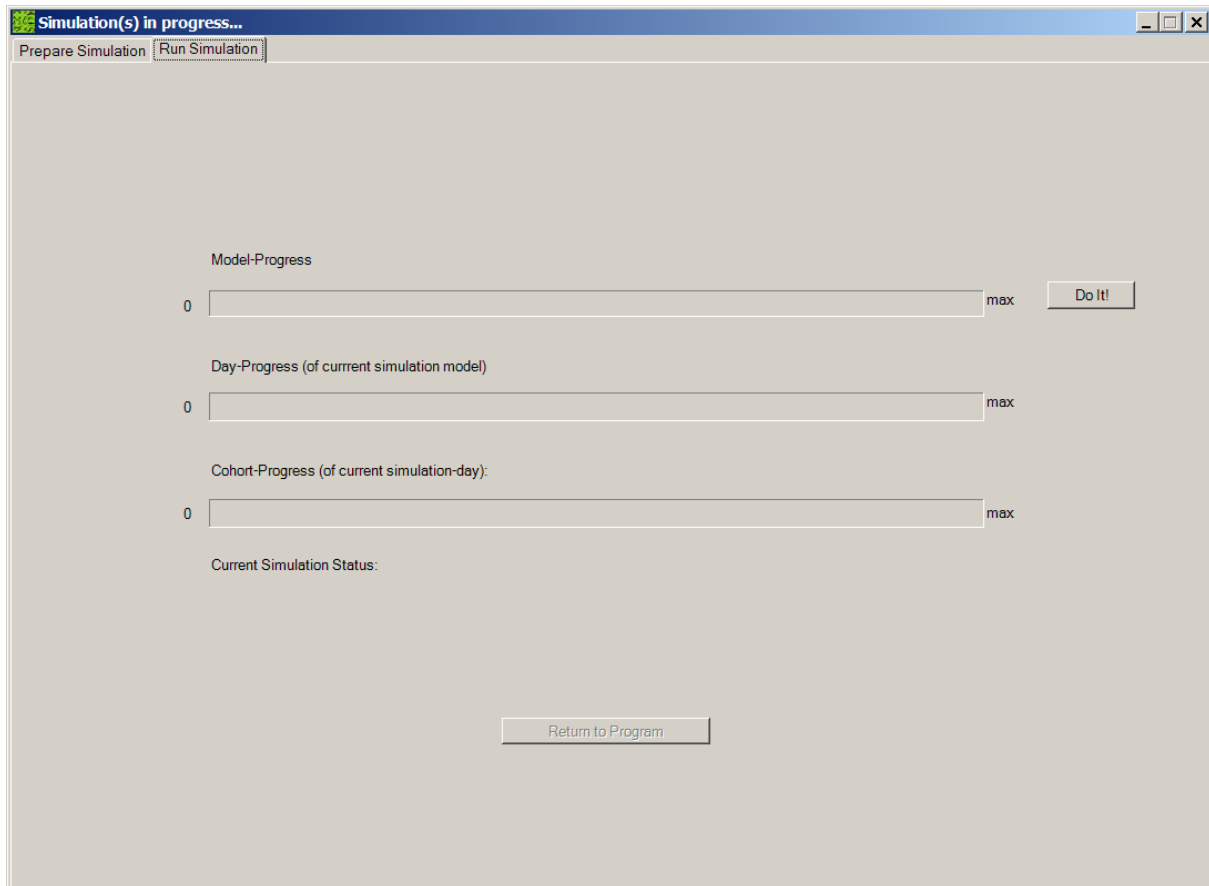 Simulation(s) in progress...
Prepare Simulation Run Simulation
Model-Progress
0 max Do It!
Day-Progress (of currrent simulation model)
0 max
Cohort-Progress (of current simulation-day):
0 max
Current Simulation Status:
Return to Program